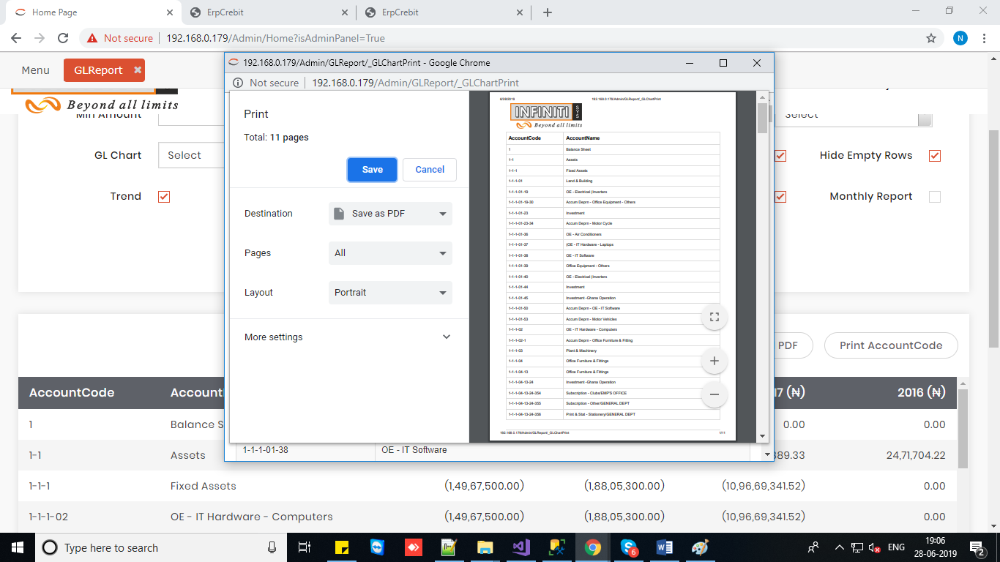 Home Page
ErpCrebit
ErpCrebit
Not secure
192.168.0.179/Admin/Home?isAdminPanel=True
N
Menu
GLReport
Beyond all limits
Min Amount
Select
GL Chart
Select
Hide Empty Rows
Trend
Monthly Report
PDF
Print AccountCode
AccountCode
17 (₦)
2016 (₦)
1
Balance S
0.00
0.00
1-1
Assets
389.33
24,71,704.22
1-1-1
Fixed Assets
(1,49,67,500.00)
(1,88,05,300.00)
(10,96,69,341.52)
0.00
1-1-1-02
OE - IT Hardware - Computers
(1,49,67,500.00)
(1,88,05,300.00)
(10,96,69,341.52)
0.00
192.168.0.179/Admin/GLReport/_GLChartPrint - Google Chrome
Not secure
192.168.0.179/Admin/GLReport/_GLChartPrint
Print
Total: 11 pages
Save
Cancel
Destination
Save as PDF
Pages
All
Layout
Portrait
More settings
6/28/2019
192.168.0.179/Admin/GLReport/_GLChartPrint
INFINITI
SYS
Beyond all limits
AccountCode AccountName
1 Balance Sheet
1-1 Assets
1-1-1 Fixed Assets
1-1-1-01 Land & Building
1-1-1-01-19 OE - Electrical (Inverters
1-1-1-01-19-30 Accum Deprn - Office Equipment - Others
1-1-1-01-23 Investment
1-1-1-01-23-34 Accum Deprn - Motor Cycle
1-1-1-01-36 OE - Air Conditioners
1-1-1-01-37 (OE - IT Hardware - Laptops
1-1-1-01-38 OE - IT Software
1-1-1-01-39 Office Equipment - Others
1-1-1-01-40 OE - Electrical (Inverters
1-1-1-01-44 Investment
1-1-1-01-45 Investment -Ghana Operation
1-1-1-01-50 Accum Deprn - OE - IT Software
1-1-1-01-53 Accum Deprn - Motor Vehicles
1-1-1-02 OE - IT Hardware - Computers
1-1-1-02-1 Accum Deprn - Office Furniture & Fitting
1-1-1-03 Plant & Machinery
1-1-1-04 Office Furniture & Fittings
1-1-1-04-13 Office Furniture & Fittings
1-1-1-04-13-24 Investment -Ghana Operation
1-1-1-04-13-24-354 Subscription - Clubs/EMP'S OFFICE
1-1-1-04-13-24-355 Subscription - Other/GENERAL DEPT
1-1-1-04-13-24-356 Print & Stat - Stationery/GENERAL DEPT
192.168.0.179/Admin/GLReport/_GLChartPrint
1/11
1-1-1-01-38
OE - IT Software
Type here to search
6
ENG
19:06
28-06-2019
2